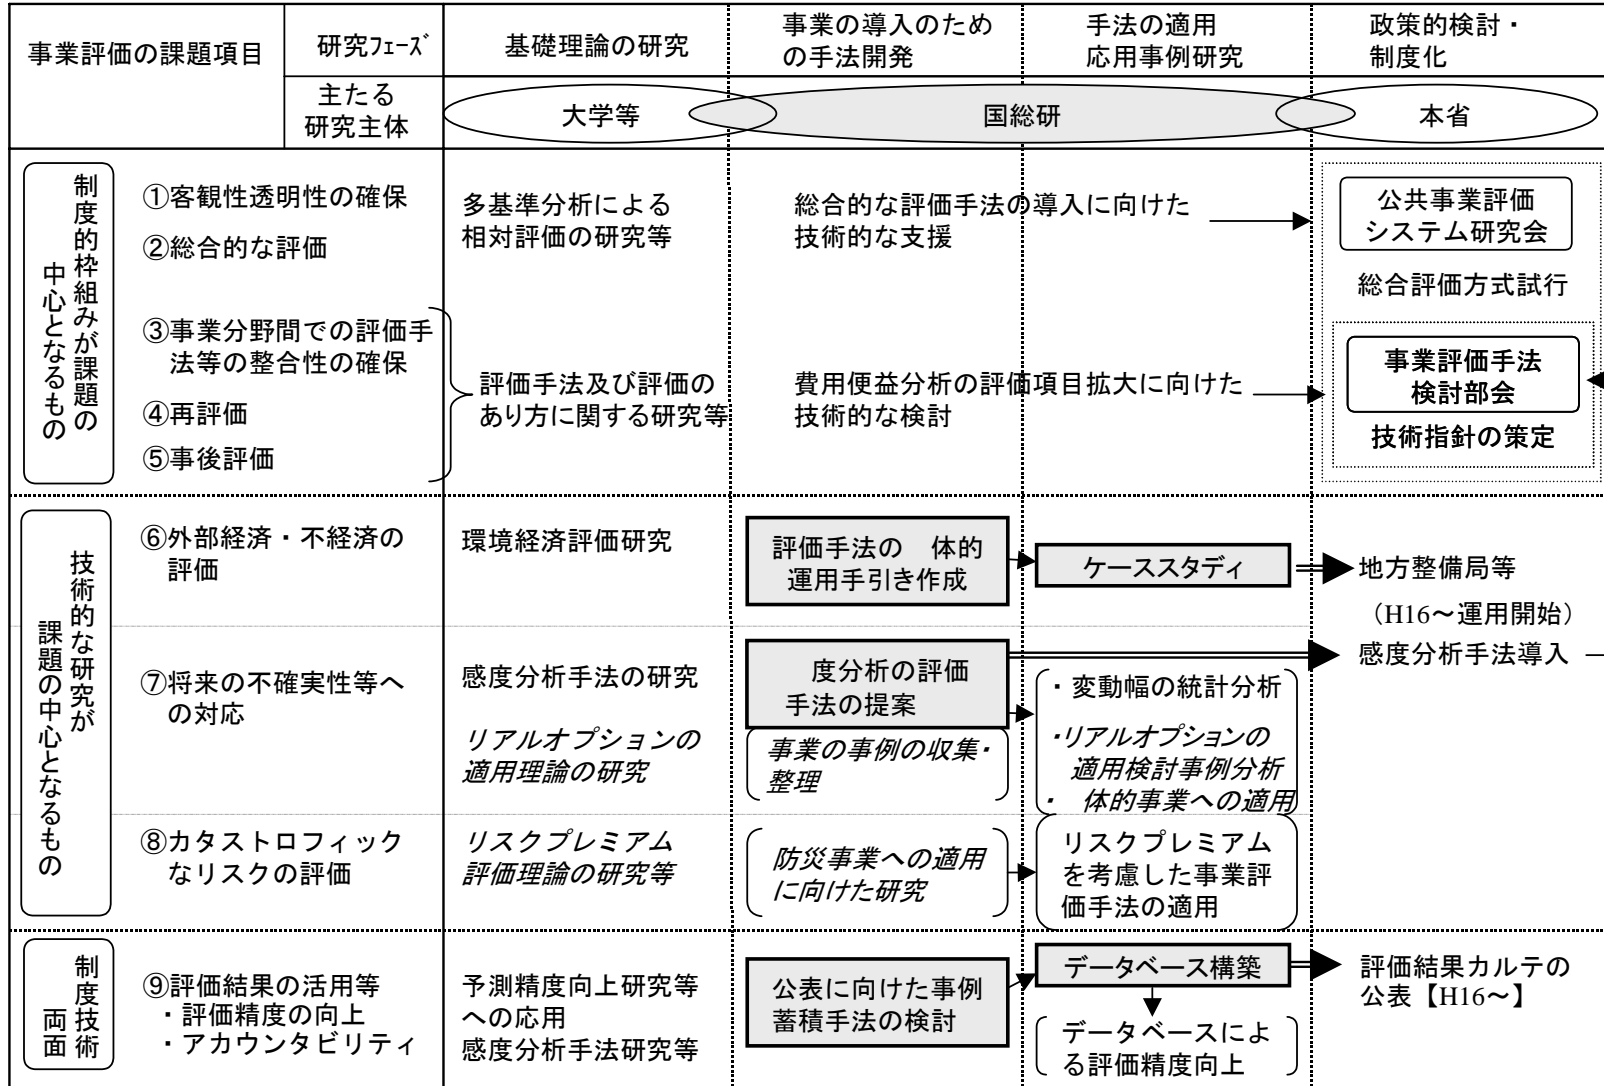 事業評価の課題項目
研究フェーズ
基礎理論の研究
事業の導入のため
の手法開発
手法の適用
応用事例研究
政策的検討・
制度化
主たる
研究主体
大学等
国総研
本省
制度的枠組みが課題の
中心となるもの
①客観性透明性の確保
②総合的な評価
多基準分析による
相対評価の研究等
総合的な評価手法の導入に向けた
技術的な支援
公共事業評価
システム研究会
総合評価方式試行
③事業分野間での評価手
法等の整合性の確保
④再評価
⑤事後評価
評価手法及び評価の
あり方に関する研究等
費用便益分析の評価項目拡大に向けた
技術的な検討
事業評価手法
検討部会
技術指針の策定
技術的な研究が
課題の中心となるもの
⑥外部経済・不経済の
評価
環境経済評価研究
評価手法の 体的
運用手引き作成
ケーススタディ
地方整備局等
（H16～運用開始）
⑦将来の不確実性等へ
の対応
感度分析手法の研究
リアルオプションの
適用理論の研究
度分析の評価
手法の提案
事業の事例の収集・
整理
・変動幅の統計分析
・リアルオプションの
適用検討事例分析
・ 体的事業への適用
感度分析手法導入
⑧カタストロフィック
なリスクの評価
リスクプレミアム
評価理論の研究等
防災事業への適用
に向けた研究
リスクプレミアム
を考慮した事業評
価手法の適用
制度技術
両面
⑨評価結果の活用等
・評価精度の向上
・アカウンタビリティ
予測精度向上研究等
への応用
感度分析手法研究等
公表に向けた事例
蓄積手法の検討
データベース構築
データベースによ
る評価精度向上
評価結果カルテの
公表【H16～】